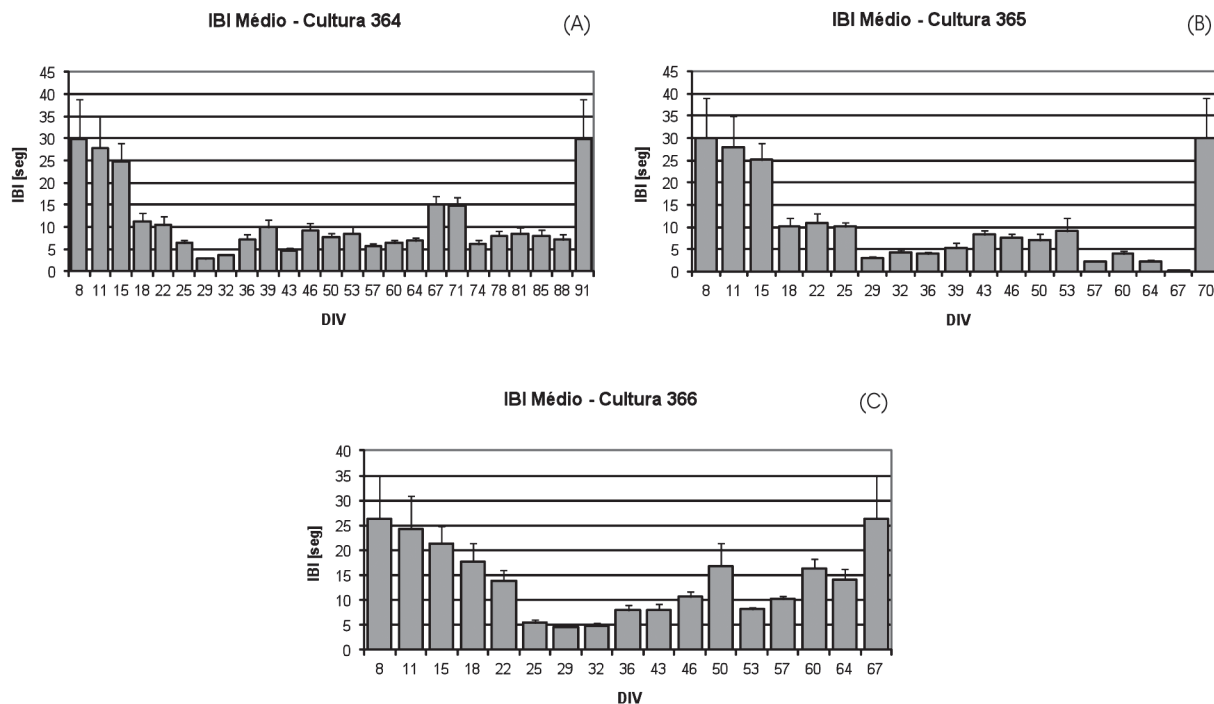 IBI Médio - Cultura 364
(A)
45
40
35
30
25
20
15
10
5
0
IBI [seg]
8 11 15 18 22 25 29 32 36 39 43 46 50 53 57 60 64 67 71 74 78 81 85 88 91
DIV
IBI Médio - Cultura 365
(B)
45
40
35
30
25
20
15
10
5
0
IBI [seg]
8 11 15 18 22 25 29 32 36 39 43 46 50 53 57 60 64 67 70
DIV
IBI Médio - Cultura 366
(C)
40
35
30
25
20
15
10
5
0
IBI [seg]
8 11 15 18 22 25 29 32 36 43 46 50 53 57 60 64 67
DIV